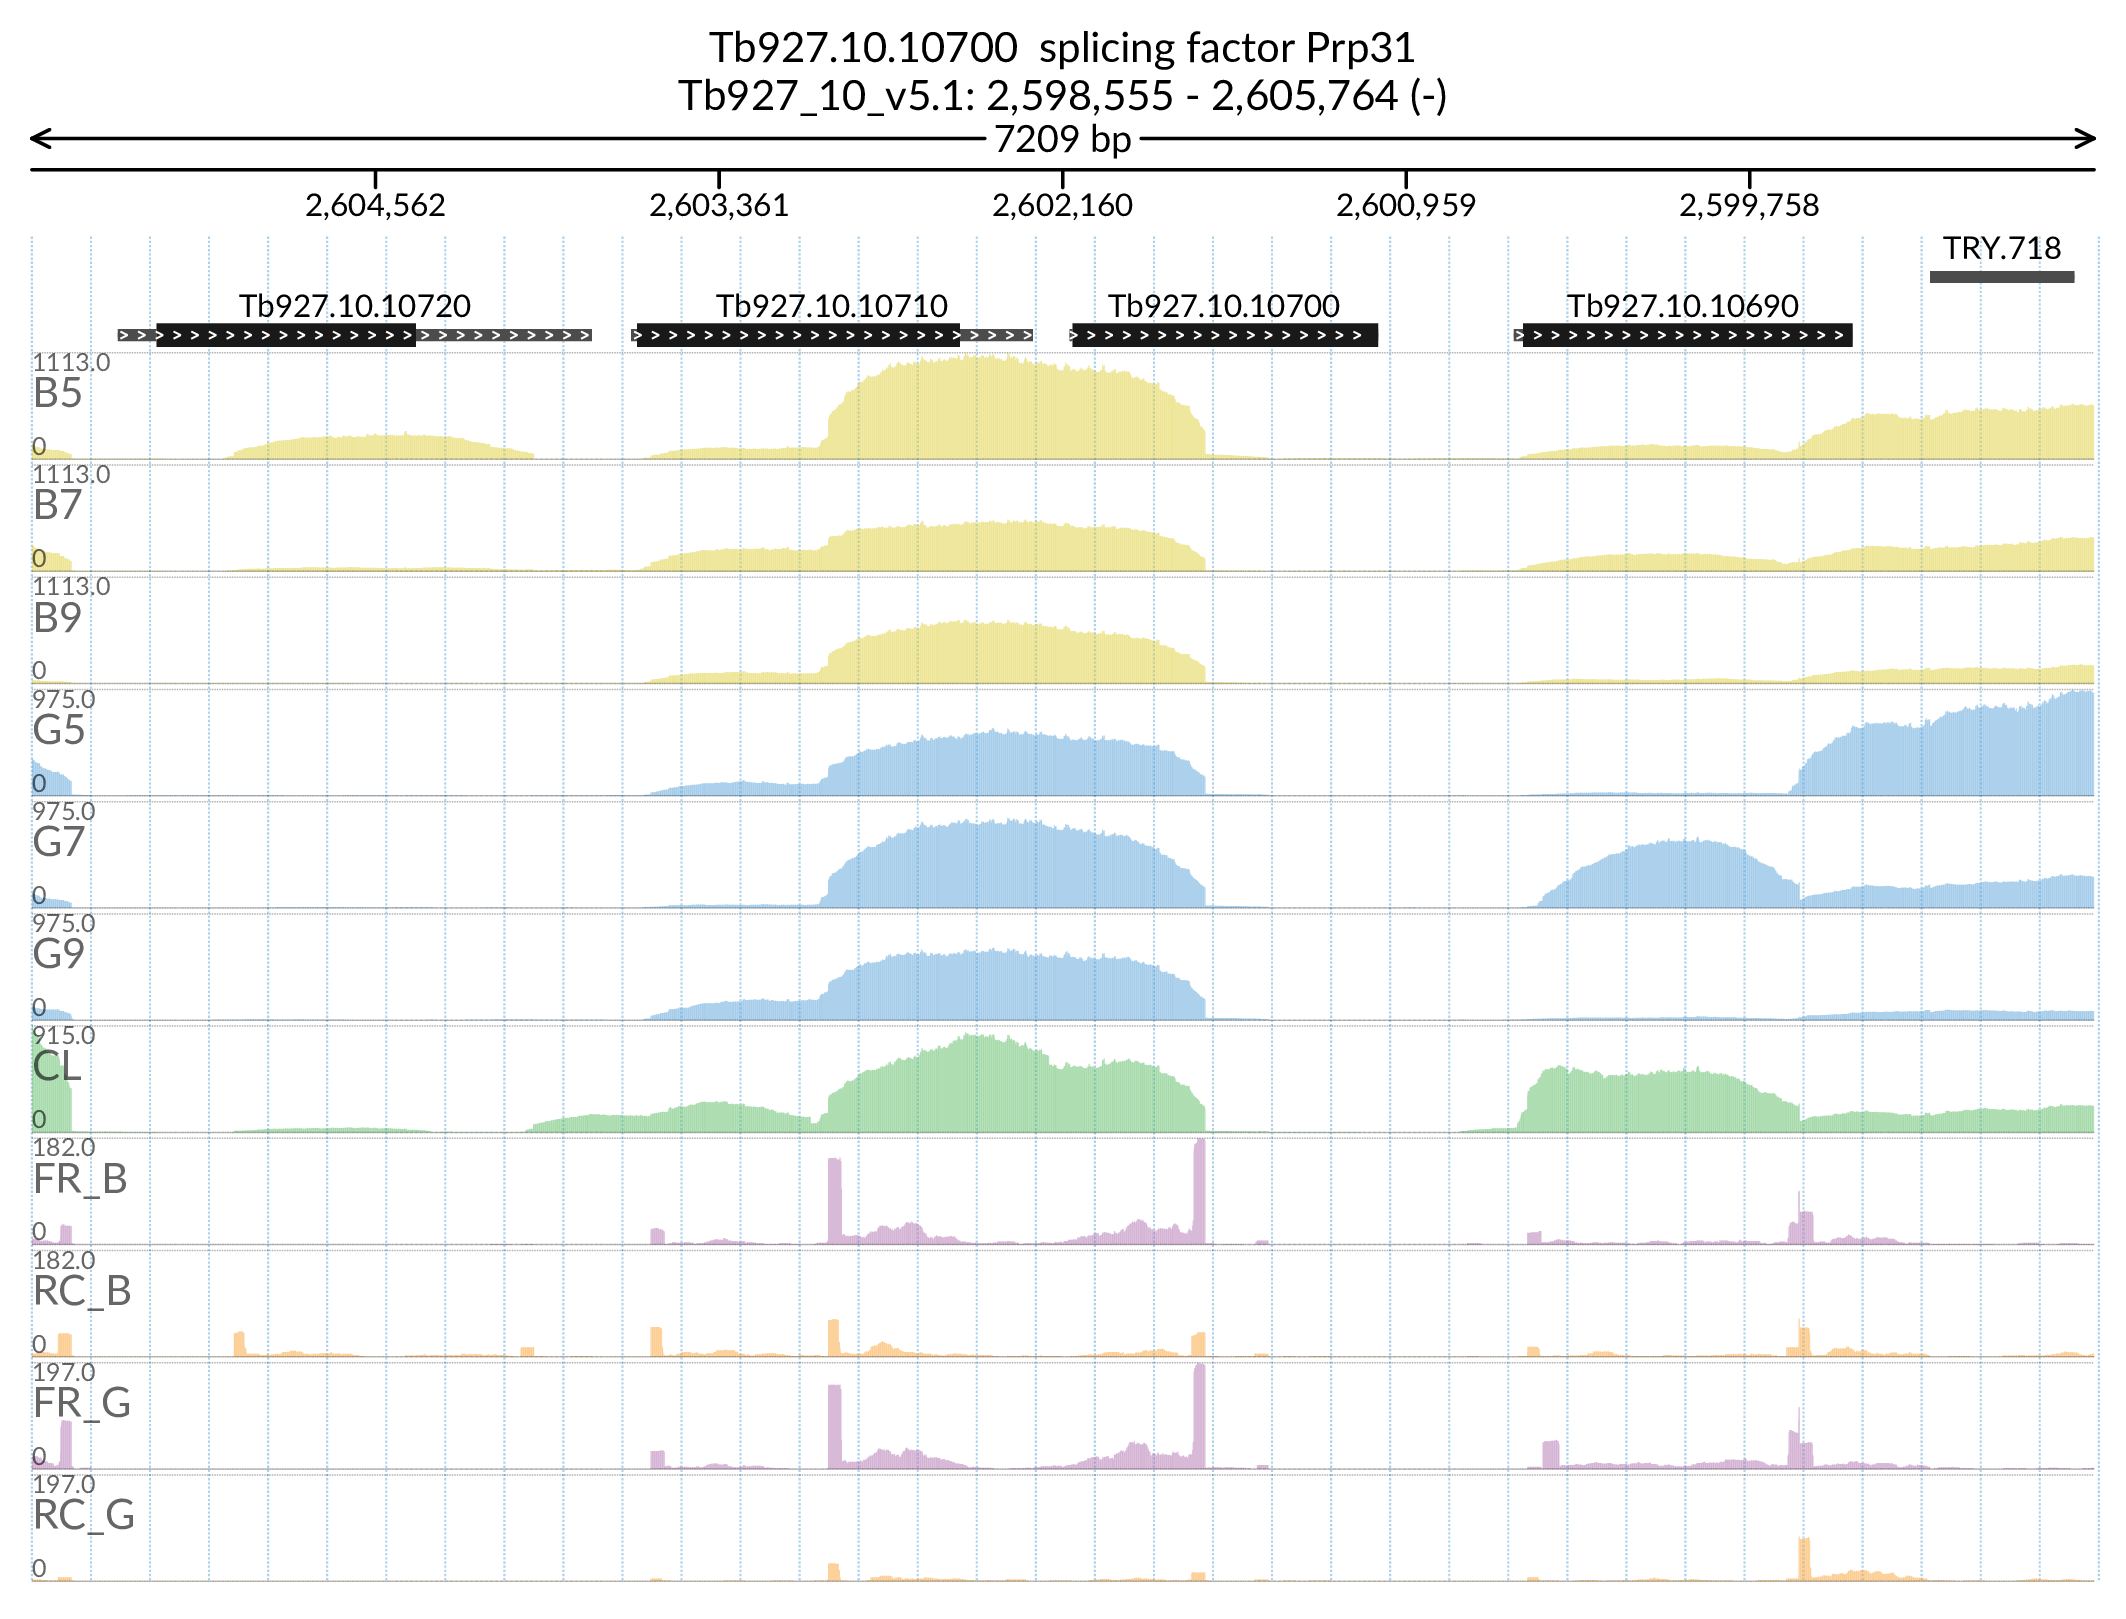 Tb927.10.10700  splicing factor Prp31
Tb927_10_v5.1: 2,598,555 - 2,605,764 (-)
7209 bp
2,604,562 2,603,361 2,602,160 2,600,959 2,599,758
TRY.718
Tb927.10.10720 Tb927.10.10710 Tb927.10.10700 Tb927.10.10690
1113.0
B5
0
1113.0
B7
0
1113.0
B9
0
975.0
G5
0
975.0
G7
0
975.0
G9
0
915.0
CL
0
182.0
FR_B
0
182.0
RC_B
0
197.0
FR_G
0
197.0
RC_G
0